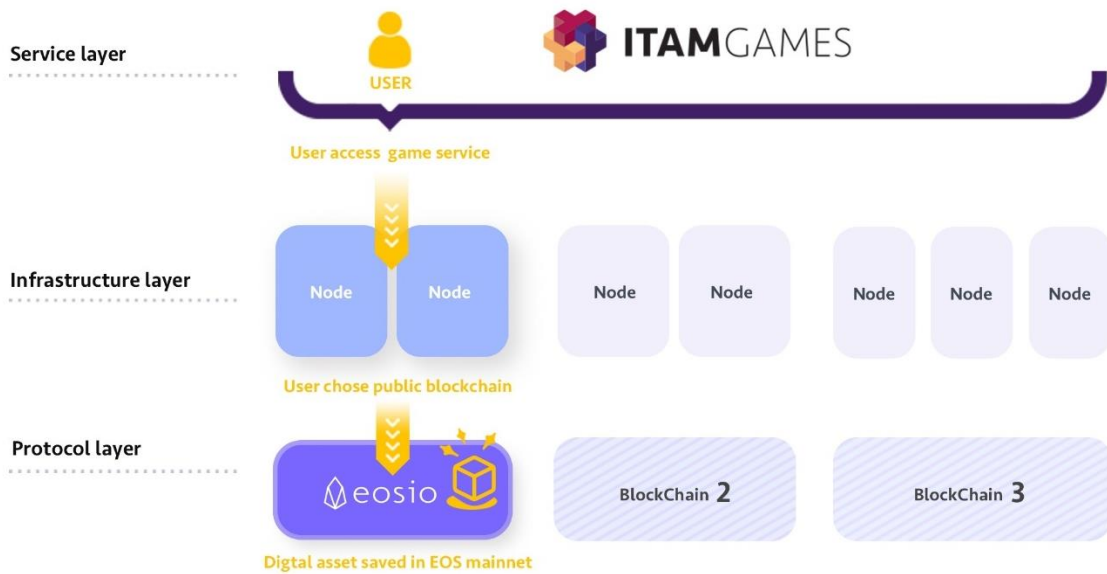 Service layer
USER
ITAMGAMES
User access game service
Infrastructure layer
Node Node Node Node Node Node Node
User chose public blockchain
Protocol layer
eosio
BlockChain 2
BlockChain 3
Digtal asset saved in EOS mainnet